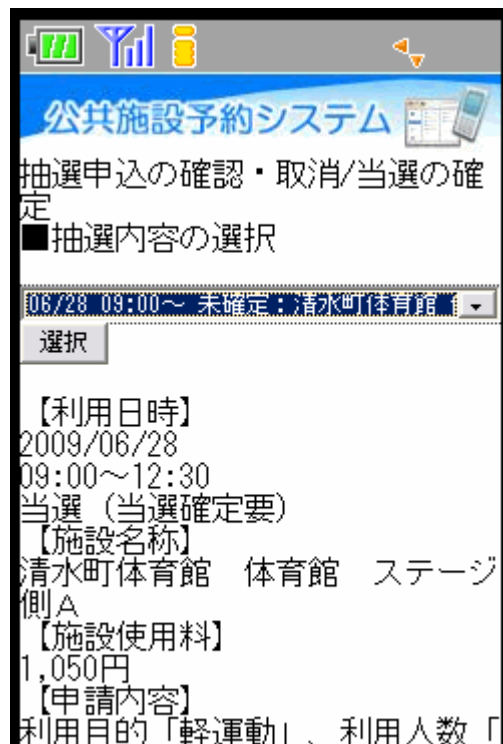 公共施設予約システム
抽選申込の確認・取消/当選の確
定
■抽選内容の選択
06/28 09:00～ 未確定：清水町体育館
選択
【利用日時】
2009/06/28
09:00～12:30
当選（当選確定要）
【施設名称】
清水町体育館　体育館　ステージ
側Ａ
【施設使用料】
1,050円
【申請内容】
利用目的「軽運動」、利用人数「